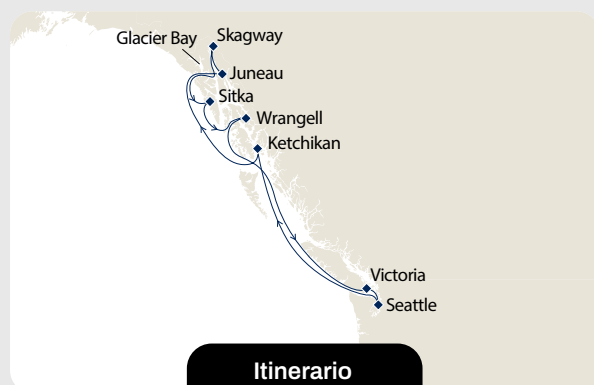 Skagway
Glacier Bay
Juneau
Sitka
Wrangell
Ketchikan
Victoria
Seattle
Itinerario